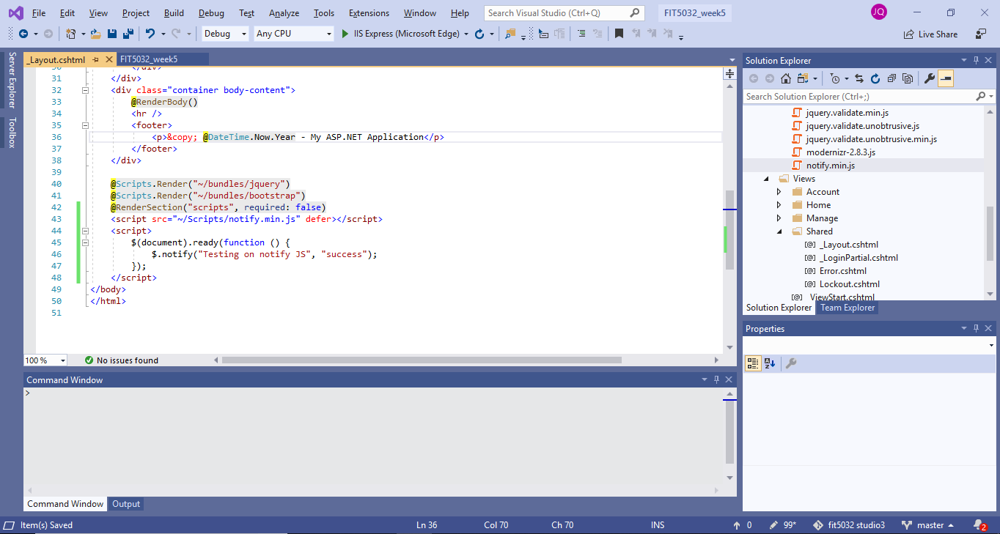 File Edit View Project Build Debug Test Analyze Tools Extensions Window Help Search Visual Studio (Ctrl+Q) FIT5032_week5 JQ
Debug Any CPU IIS Express (Microsoft Edge) Live Share
Server Explorer
Toolbox
_Layout.cshtml FIT5032_week5
30 </div>
31 </div>
32 <div class="container body-content">
33 @RenderBody()
34 <hr />
35 <footer>
36 <p>&copy; @DateTime.Now.Year - My ASP.NET Application</p>
37 </footer>
38 </div>
39
40 @Scripts.Render("~/bundles/jquery")
41 @Scripts.Render("~/bundles/bootstrap")
42 @RenderSection("scripts", required: false)
43 <script src="~/Scripts/notify.min.js" defer></script>
44 <script>
45 $(document).ready(function () {
46 $.notify("Testing on notify JS", "success");
47 });
48 </script>
49 </body>
50 </html>
51
100 % No issues found
Command Window
>
Command Window Output
Solution Explorer
Search Solution Explorer (Ctrl+;)
jquery.validate.min.js
jquery.validate.unobtrusive.js
jquery.validate.unobtrusive.min.js
modernizr-2.8.3.js
notify.min.js
Views
Account
Home
Manage
Shared
_Layout.cshtml
_LoginPartial.cshtml
Error.cshtml
Lockout.cshtml
_ViewStart.cshtml
Solution Explorer Team Explorer
Properties
Item(s) Saved Ln 36 Col 70 Ch 70 INS 0 99* fit5032 studio3 master 2